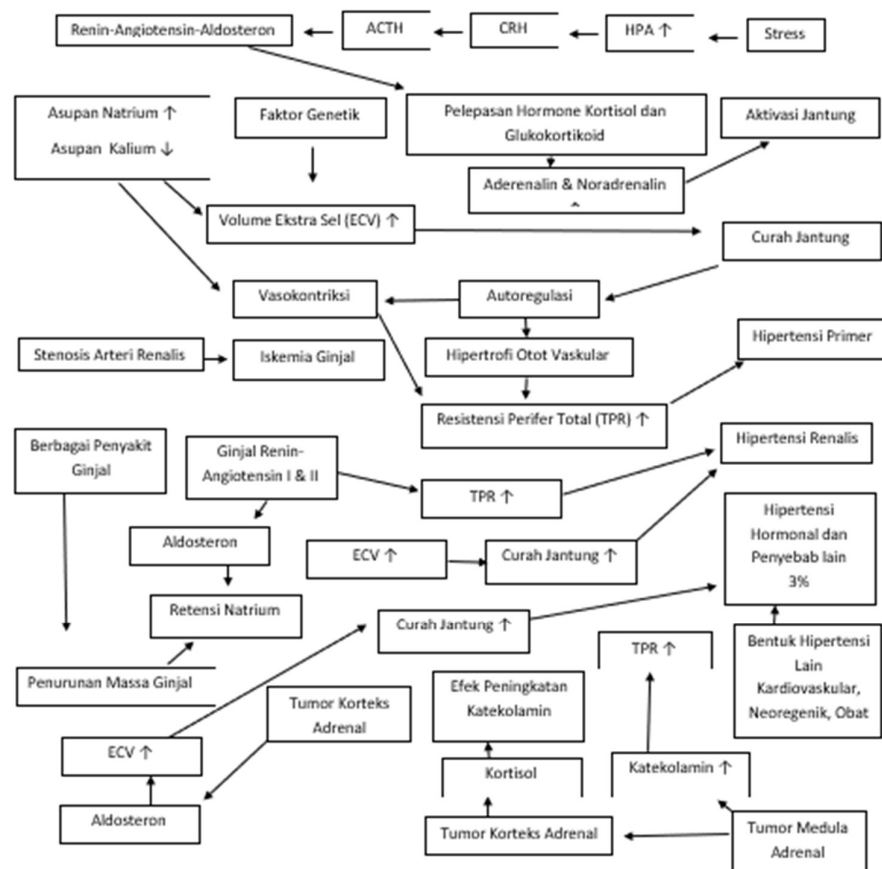 Renin-Angiotensin-Aldosteron
ACTH
CRH
HPA ↑
Stress
Asupan Natrium ↑
Asupan Kalium ↓
Faktor Genetik
Pelepasan Hormone Kortisol dan
Glukokortikoid
Aktivasi Jantung
Aderenalin & Noradrenalin
Volume Ekstra Sel (ECV) ↑
Curah Jantung
Vasokontriksi
Autoregulasi
Hipertensi Primer
Stenosis Arteri Renalis
Iskemia Ginjal
Hipertrofi Otot Vaskular
Resistensi Perifer Total (TPR) ↑
Berbagai Penyakit
Ginjal
Ginjal Renin-
Angiotensin I & II
Hipertensi Renalis
TPR ↑
Hipertensi
Hormonal dan
Penyebab lain
3%
Aldosteron
ECV ↑
Curah Jantung ↑
Retensi Natrium
Curah Jantung ↑
TPR ↑
Bentuk Hipertensi
Lain
Kardiovaskular,
Neoregenik, Obat
Penurunan Massa Ginjal
Tumor Korteks
Adrenal
Efek Peningkatan
Katekolamin
ECV ↑
Kortisol
Katekolamin ↑
Aldosteron
Tumor Korteks Adrenal
Tumor Medula
Adrenal